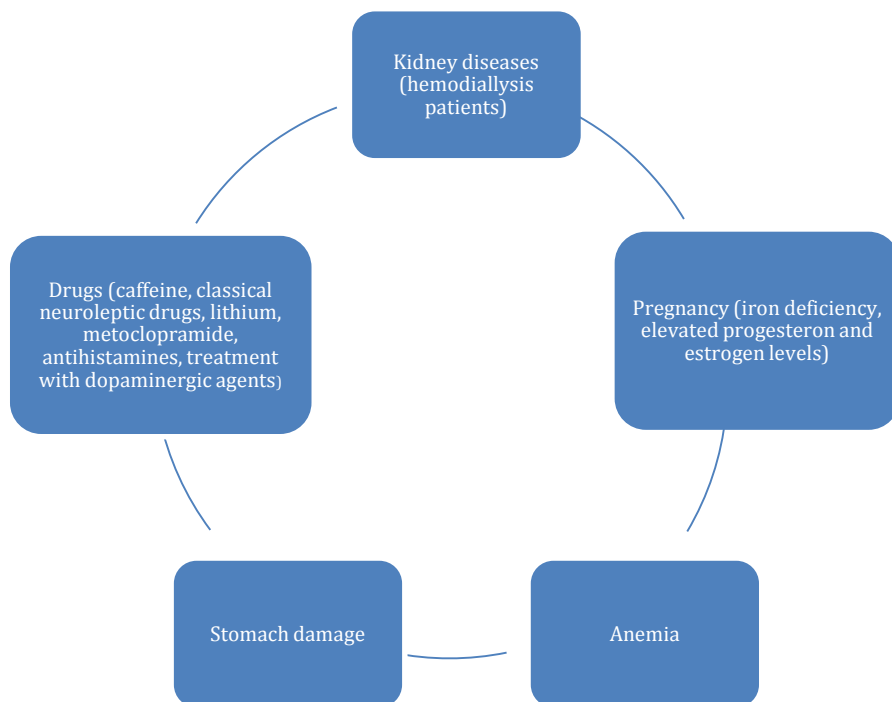 Kidney diseases
(hemodiallysis
patients)
Pregnancy (iron deficiency,
elevated progesteron and
estrogen levels)
Anemia
Stomach damage
Drugs (caffeine, classical
neuroleptic drugs, lithium,
metoclopramide,
antihistamines, treatment
with dopaminergic agents)